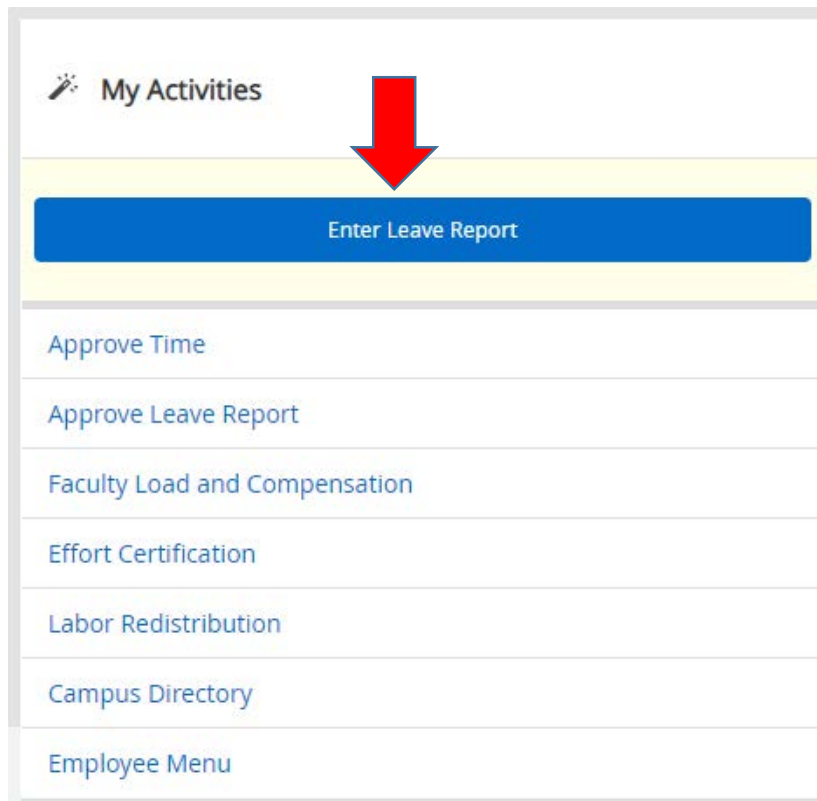 My Activities
Enter Leave Report
Approve Time
Approve Leave Report
Faculty Load and Compensation
Effort Certification
Labor Redistribution
Campus Directory
Employee Menu